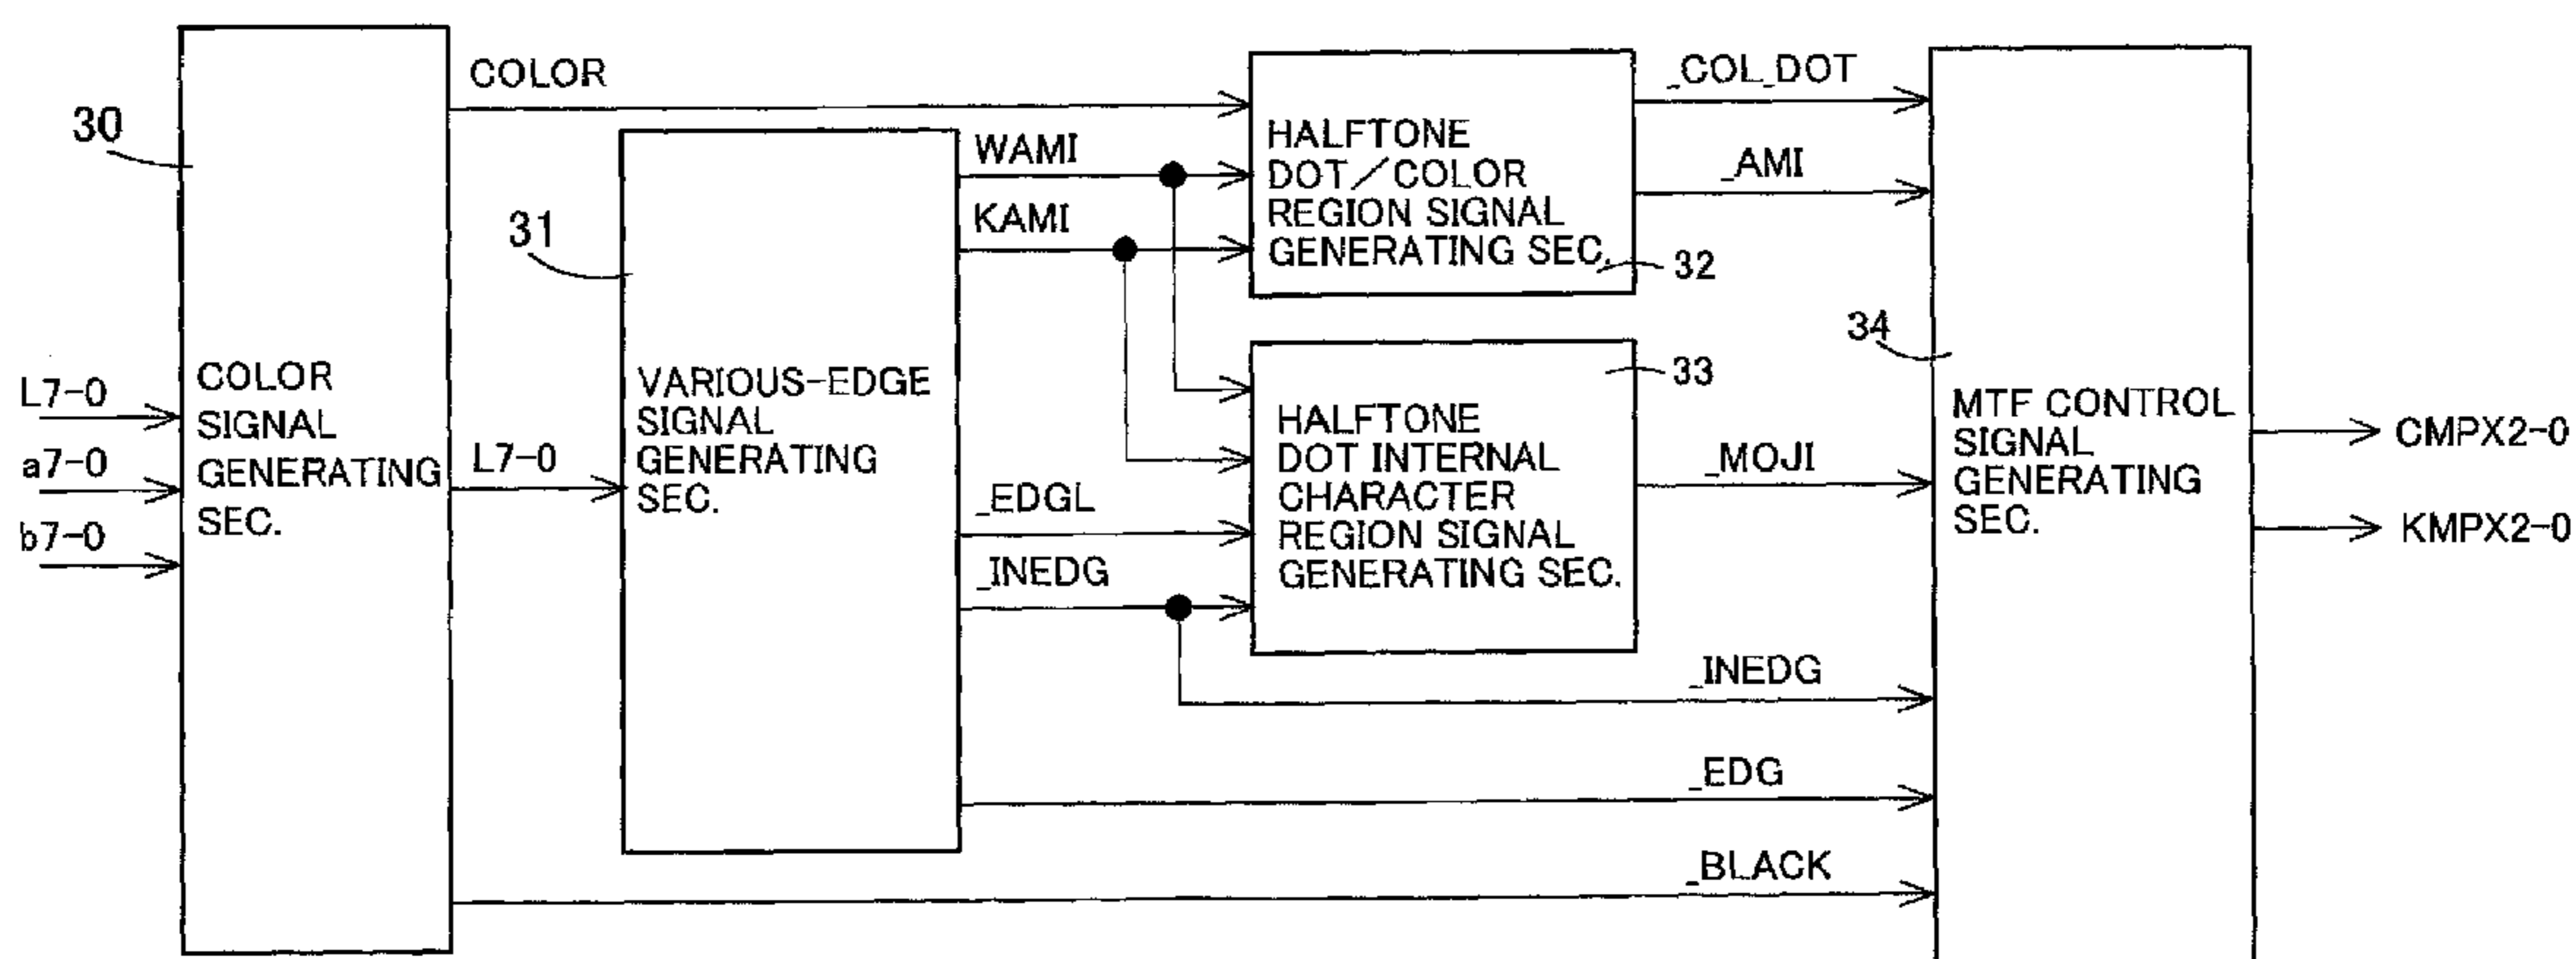 30
L7-0
a7-0
b7-0
COLOR
SIGNAL
GENERATING
SEC.
COLOR
L7-0
31
VARIOUS-EDGE
SIGNAL
GENERATING
SEC.
WAMI
KAMI
_EDGL
_INEDG
HALFTONE
DOT/COLOR
REGION SIGNAL
GENERATING SEC.
32
33
HALFTONE
DOT INTERNAL
CHARACTER
REGION SIGNAL
GENERATING SEC.
_COL_DOT
_AMI
_MOJI
_INEDG
_EDG
_BLACK
34
MTF CONTROL
SIGNAL
GENERATING
SEC.
CMPX2-0
KMPX2-0